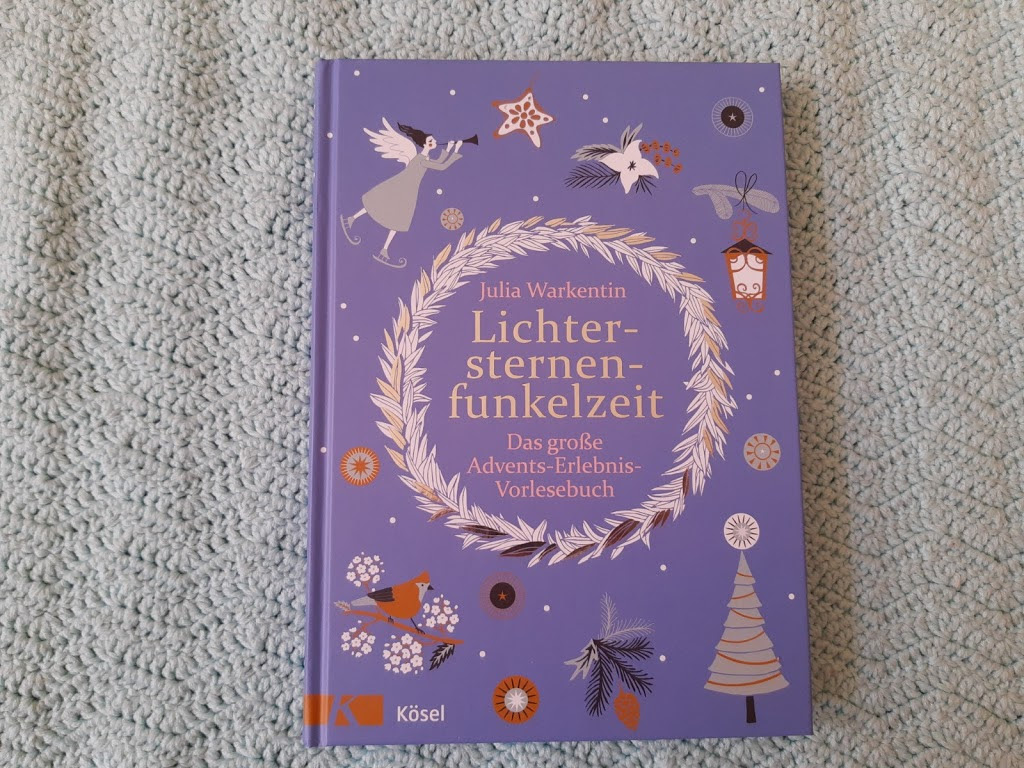 Julia Warkentin
Lichter-
sternen-
funkelzeit
Das große
Advents-Erlebnis-
Vorlesebuch
K Kösel